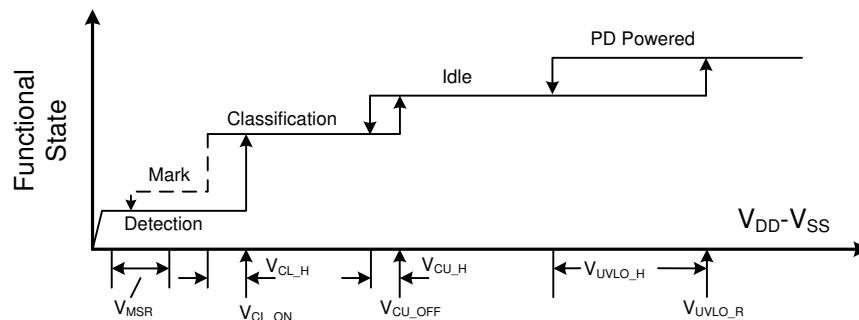 Functional
State
PD Powered
Idle
Classification
Mark
Detection
VDD-VSS
VCL_H
VCU_H
VUVLO_H
VMSR
VCL_ON
VCU_OFF
VUVLO_R